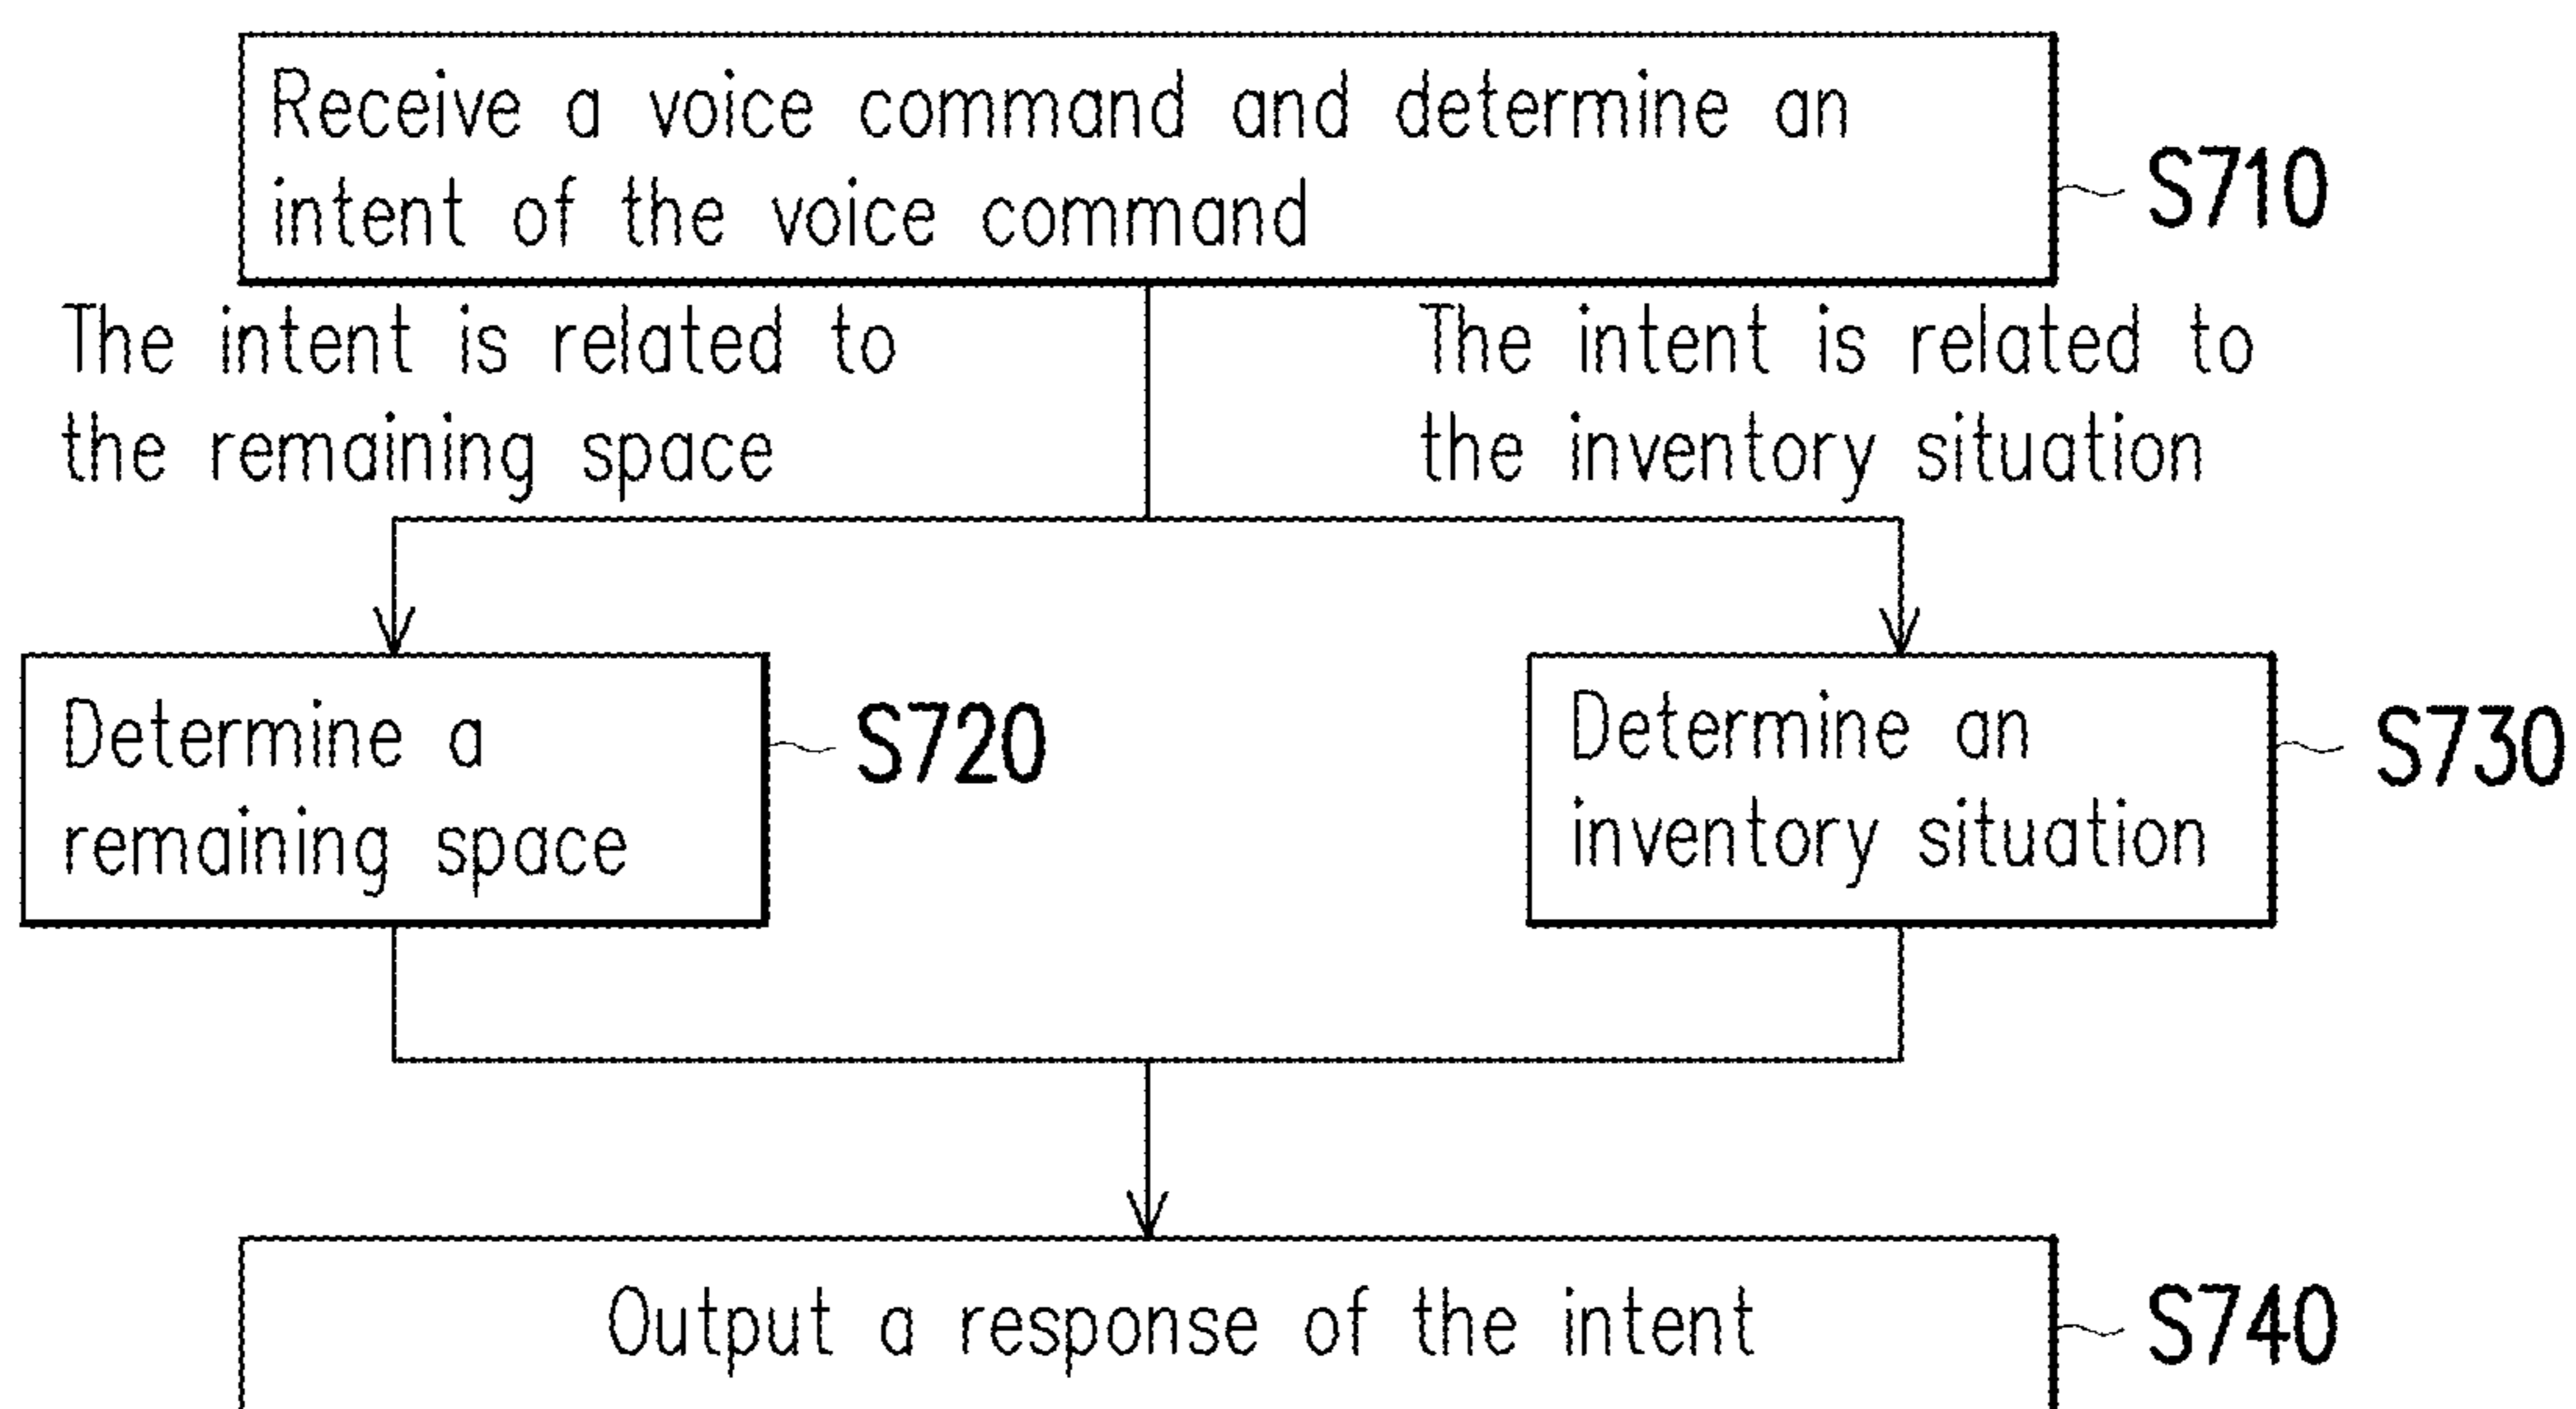 Receive a voice command and determine an
intent of the voice command
S710
The intent is related to
the remaining space
The intent is related to
the inventory situation
Determine a
remaining space
S720
Determine an
inventory situation
S730
Output a response of the intent
S740